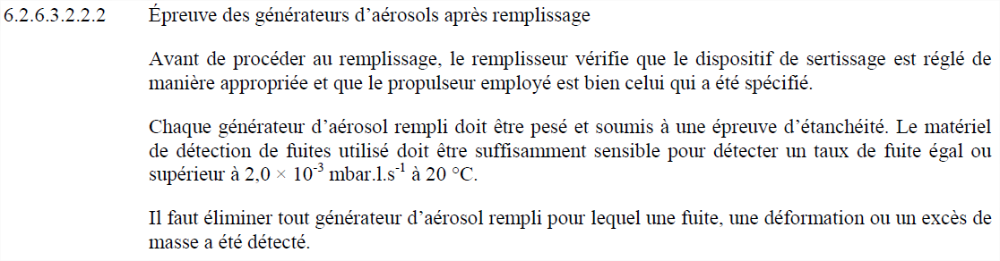 6.2.6.3.2.2.2 Épreuve des générateurs d'aérosols après remplissage
Avant de procéder au remplissage, le remplisseur vérifie que le dispositif de sertissage est réglé de
manière appropriée et que le propulseur employé est bien celui qui a été spécifié.
Chaque générateur d'aérosol rempli doit être pesé et soumis à une épreuve d'étanchéité. Le matériel
de détection de fuites utilisé doit être suffisamment sensible pour détecter un taux de fuite égal ou
supérieur à 2,0 × 10⁻³ mbar.l.s⁻¹ à 20 °C.
Il faut éliminer tout générateur d'aérosol rempli pour lequel une fuite, une déformation ou un excès de
masse a été détecté.